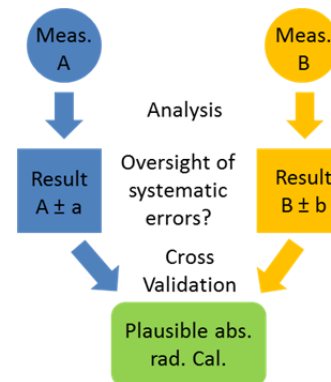 Meas.
A
Meas.
B
Analysis
Result
A ± a
Oversight of
systematic
errors?
Result
B ± b
Cross
Validation
Plausible abs.
rad. Cal.